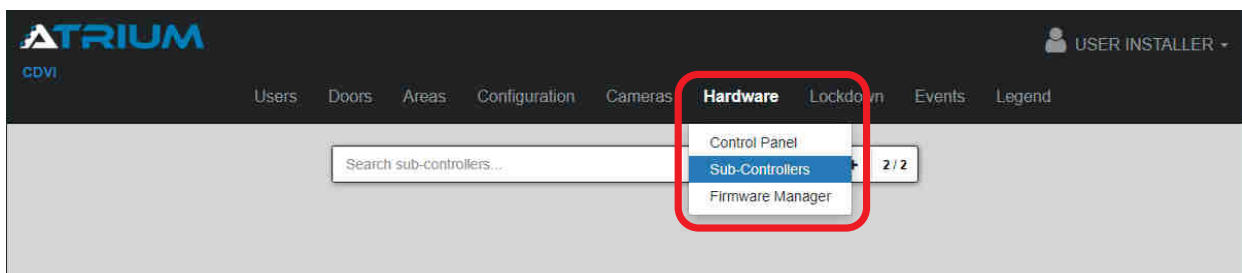 ATRIUM
USER INSTALLER
CDVI
Users Doors Areas Configuration Cameras Hardware Lockdown Events Legend
Control Panel
Search sub-controllers... + 2 / 2
Sub-Controllers
Firmware Manager